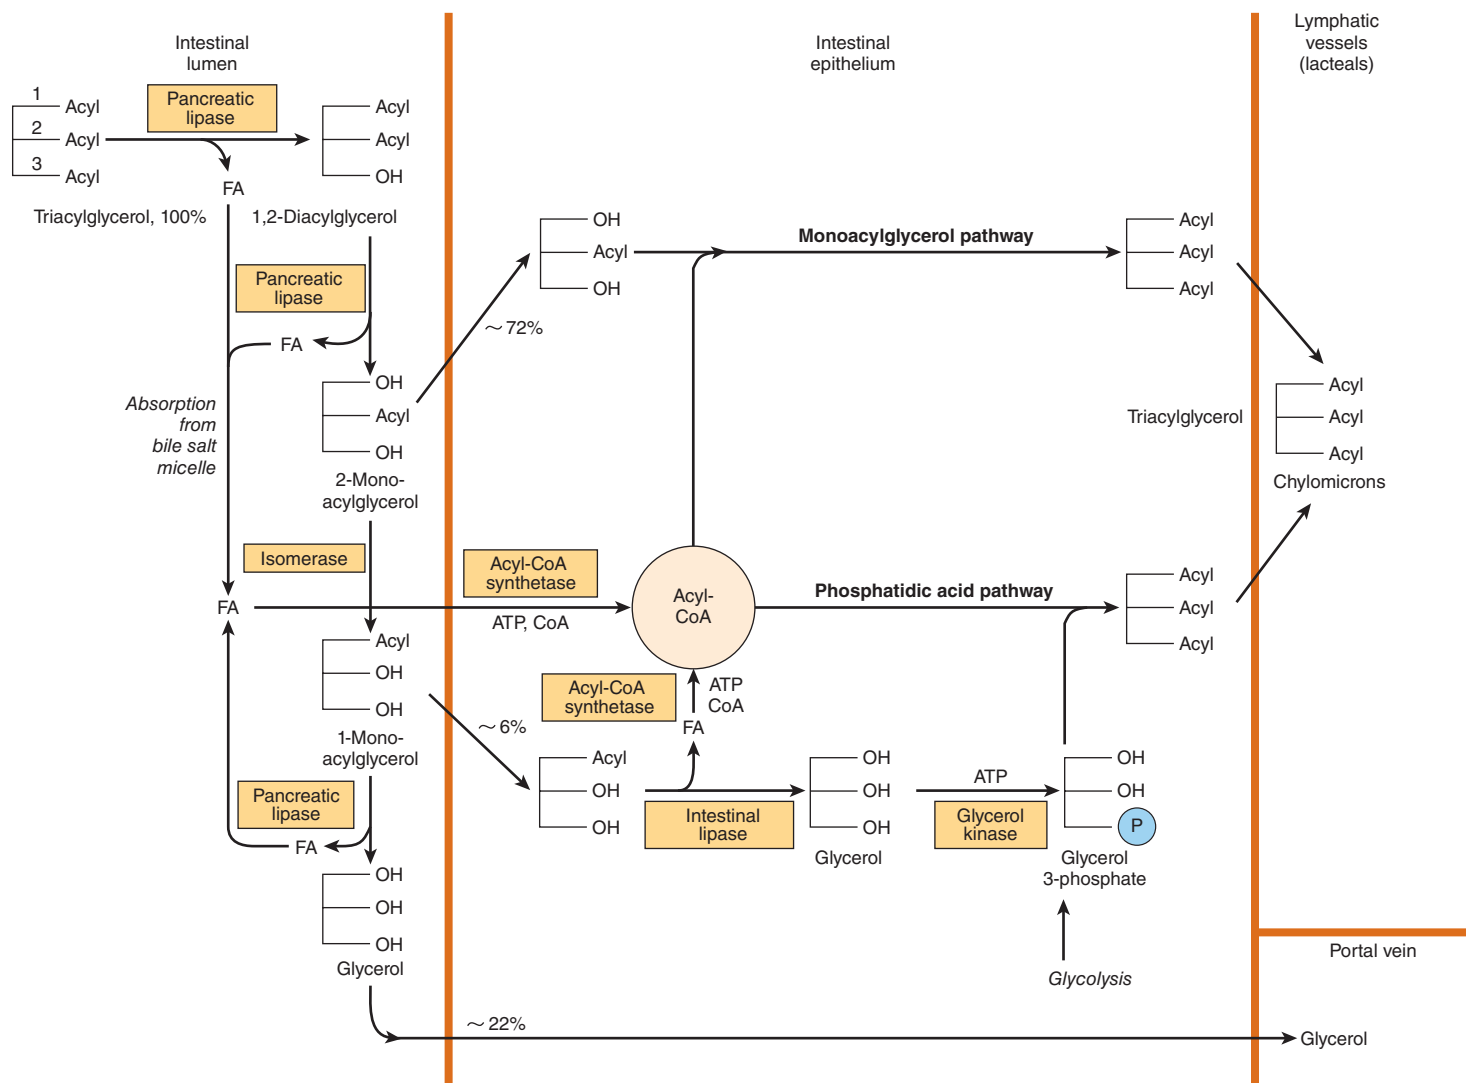 Intestinal
lumen
Intestinal
epithelium
Lymphatic
vessels
(lacteals)
1
Acyl
2
Acyl
3
Acyl
Pancreatic
lipase
Acyl
Acyl
OH
FA
Triacylglycerol, 100%
1,2-Diacylglycerol
Pancreatic
lipase
FA
OH
Acyl
OH
2-Mono-
acylglycerol
Absorption
from
bile salt
micelle
~72%
OH
Acyl
OH
Monoacylglycerol pathway
Acyl
Acyl
Acyl
Triacylglycerol
Acyl
Acyl
Acyl
Chylomicrons
Isomerase
FA
Acyl-CoA
synthetase
ATP, CoA
Acyl-
CoA
Phosphatidic acid pathway
Acyl
Acyl
Acyl
Acyl
OH
OH
1-Mono-
acylglycerol
~6%
Acyl-CoA
synthetase
ATP
CoA
FA
Acyl
OH
OH
Intestinal
lipase
OH
OH
OH
Glycerol
ATP
Glycerol
kinase
OH
OH
P
Glycerol
3-phosphate
Glycolysis
Pancreatic
lipase
FA
OH
OH
OH
Glycerol
~22%
Portal vein
Glycerol